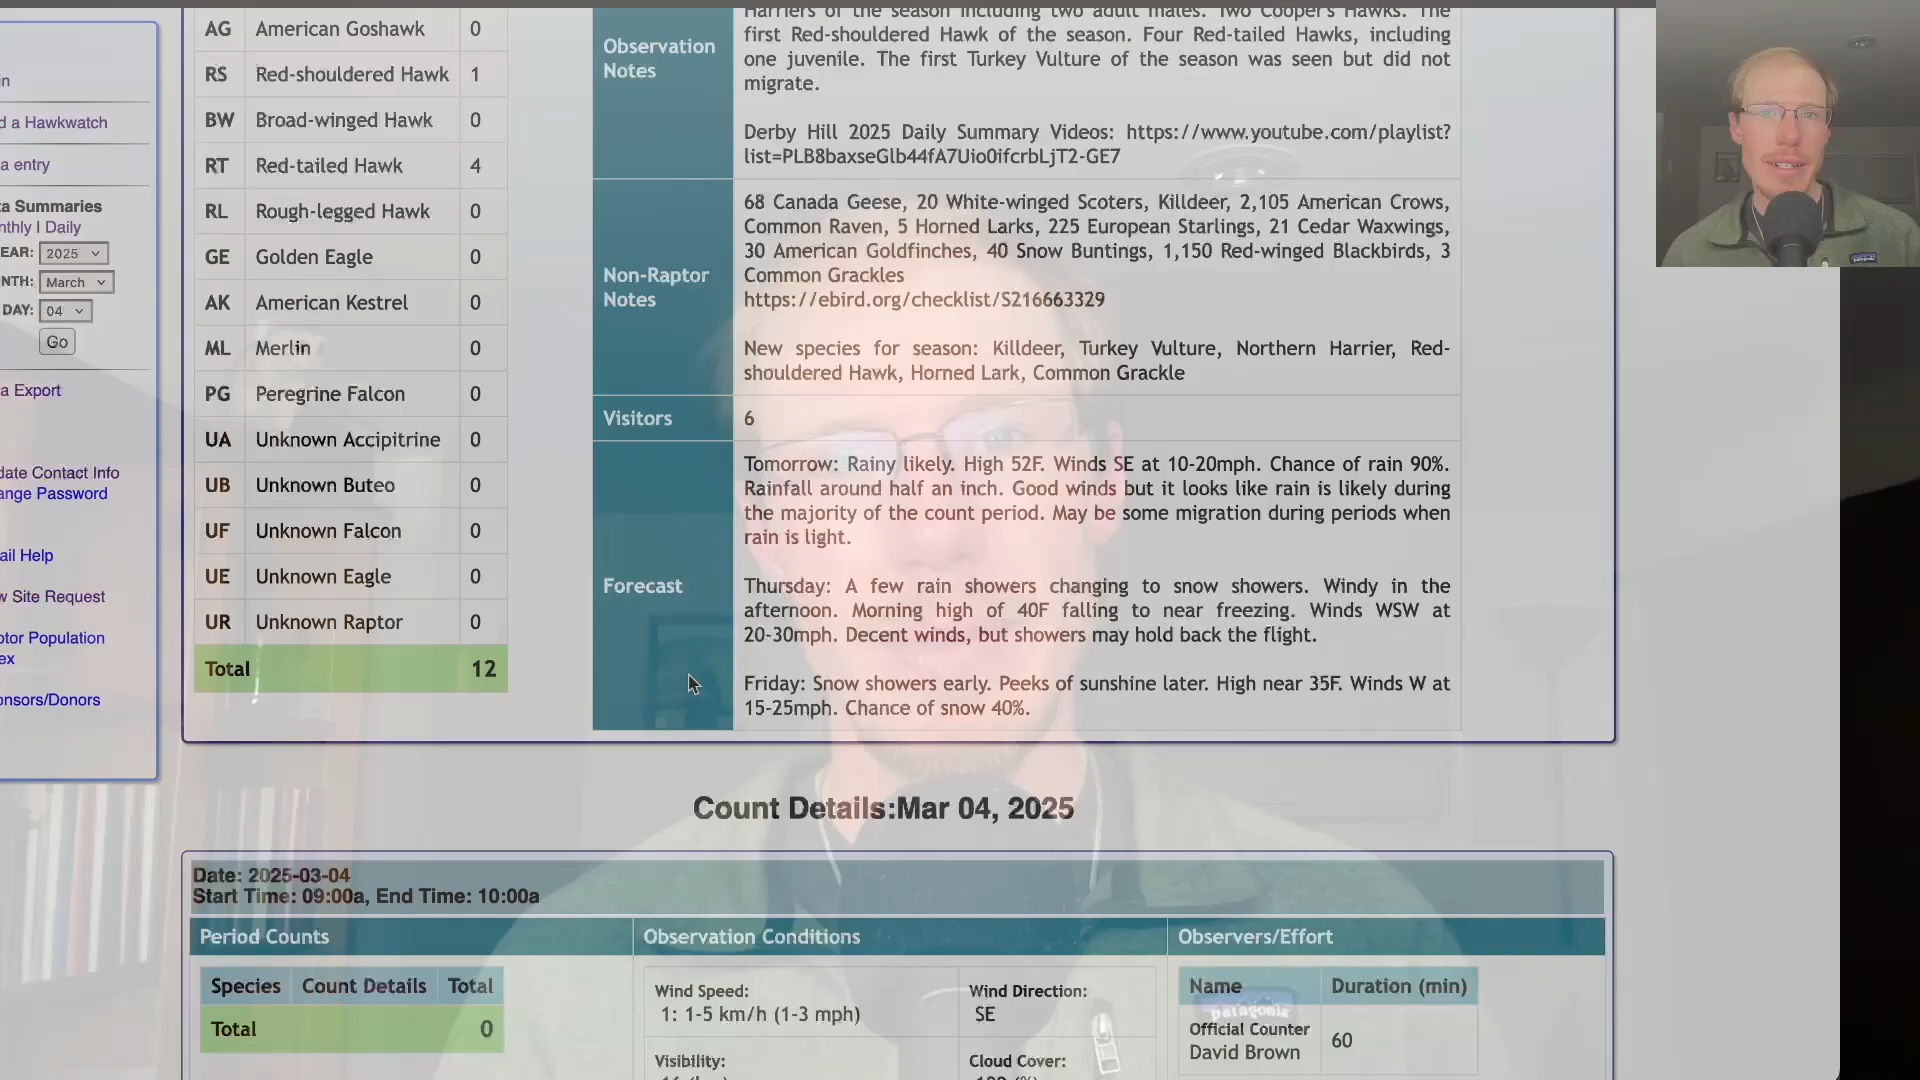 AG American Goshawk 0
RS Red-shouldered Hawk 1
BW Broad-winged Hawk 0
RT Red-tailed Hawk 4
RL Rough-legged Hawk 0
GE Golden Eagle 0
AK American Kestrel 0
ML Merlin 0
PG Peregrine Falcon 0
UA Unknown Accipitrine 0
UB Unknown Buteo 0
UF Unknown Falcon 0
UE Unknown Eagle 0
UR Unknown Raptor 0
Total 12
in
d a Hawkwatch
a entry
ta Summaries
nthly | Daily
EAR: 2025
NTH: March
DAY: 04
Go
a Export
date Contact Info
ange Password
ail Help
w Site Request
ptor Population
ex
onsors/Donors
Observation
Notes
Harriers of the season including two adult males. Two Cooper's Hawks. The
first Red-shouldered Hawk of the season. Four Red-tailed Hawks, including
one juvenile. The first Turkey Vulture of the season was seen but did not
migrate.
Derby Hill 2025 Daily Summary Videos: https://www.youtube.com/playlist?
list=PLB8baxseGlb44fA7Uio0ifcrbLjT2-GE7
Non-Raptor
Notes
68 Canada Geese, 20 White-winged Scoters, Killdeer, 2,105 American Crows,
Common Raven, 5 Horned Larks, 225 European Starlings, 21 Cedar Waxwings,
30 American Goldfinches, 40 Snow Buntings, 1,150 Red-winged Blackbirds, 3
Common Grackles
https://ebird.org/checklist/S216663329
New species for season: Killdeer, Turkey Vulture, Northern Harrier, Red-
shouldered Hawk, Horned Lark, Common Grackle
Visitors
6
Forecast
Tomorrow: Rainy likely. High 52F. Winds SE at 10-20mph. Chance of rain 90%.
Rainfall around half an inch. Good winds but it looks like rain is likely during
the majority of the count period. May be some migration during periods when
rain is light.
Thursday: A few rain showers changing to snow showers. Windy in the
afternoon. Morning high of 40F falling to near freezing. Winds WSW at
20-30mph. Decent winds, but showers may hold back the flight.
Friday: Snow showers early. Peeks of sunshine later. High near 35F. Winds W at
15-25mph. Chance of snow 40%.
Count Details:Mar 04, 2025
Date: 2025-03-04
Start Time: 09:00a, End Time: 10:00a
Period Counts
Observation Conditions
Observers/Effort
Species Count Details Total
Total 0
Wind Speed:
1: 1-5 km/h (1-3 mph)
Wind Direction:
SE
Visibility:
Cloud Cover:
Name Duration (min)
Official Counter
David Brown
60
patagonia
patagonia